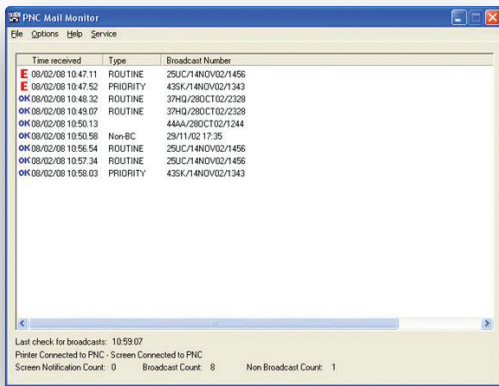 PNC Mail Monitor
File Options Help Service
Time received Type Broadcast Number
E 08/02/08 10:47.11 ROUTINE 25UC/14NOV02/1456
E 08/02/08 10:47.52 PRIORITY 43SK/14NOV02/1343
OK 08/02/08 10:48.32 ROUTINE 37HQ/28OCT02/2328
OK 08/02/08 10:49.07 ROUTINE 37HQ/28OCT02/2328
OK 08/02/08 10:50.13 44AA/28OCT02/1244
OK 08/02/08 10:50.58 Non-BC 29/11/02 17:35
OK 08/02/08 10:56.54 ROUTINE 25UC/14NOV02/1456
OK 08/02/08 10:57.34 ROUTINE 25UC/14NOV02/1456
OK 08/02/08 10:58.03 PRIORITY 43SK/14NOV02/1343
Last check for broadcasts: 10:59:07
Printer Connected to PNC - Screen Connected to PNC
Screen Notification Count: 0 Broadcast Count: 8 Non Broadcast Count: 1